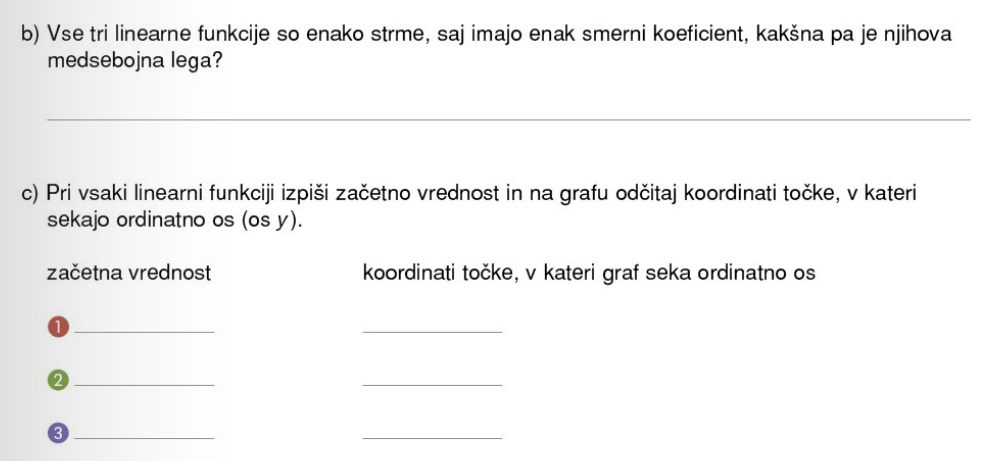 b) Vse tri linearne funkcije so enako strme, saj imajo enak smerni koeficient, kakšna pa je njihova
medsebojna lega?
c) Pri vsaki linearni funkciji izpiši začetno vrednost in na grafu odčitaj koordinati točke, v kateri
sekajo ordinatno os (os y).
začetna vrednost koordinati točke, v kateri graf seka ordinatno os
1
2
3